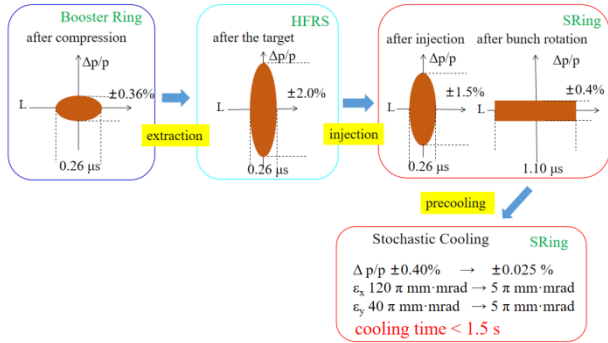 Booster Ring
after compression
Δp/p
±0.36%
L
0.26 μs
extraction
HFRS
after the target
Δp/p
±2.0%
L
0.26 μs
injection
SRing
after injection after bunch rotation
Δp/p Δp/p
±1.5% ±0.4%
L L
0.26 μs 1.10 μs
precooling
Stochastic Cooling SRing
Δ p/p ±0.40% → ±0.025 %
εx 120 π mm·mrad → 5 π mm·mrad
εy 40 π mm·mrad → 5 π mm·mrad
cooling time < 1.5 s